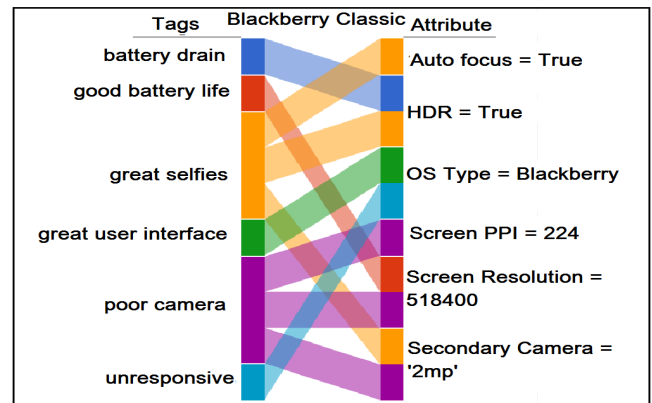 Blackberry Classic
Tags
Attribute
battery drain
good battery life
great selfies
great user interface
poor camera
unresponsive
Auto focus = True
HDR = True
OS Type = Blackberry
Screen PPI = 224
Screen Resolution =
518400
Secondary Camera =
'2mp'